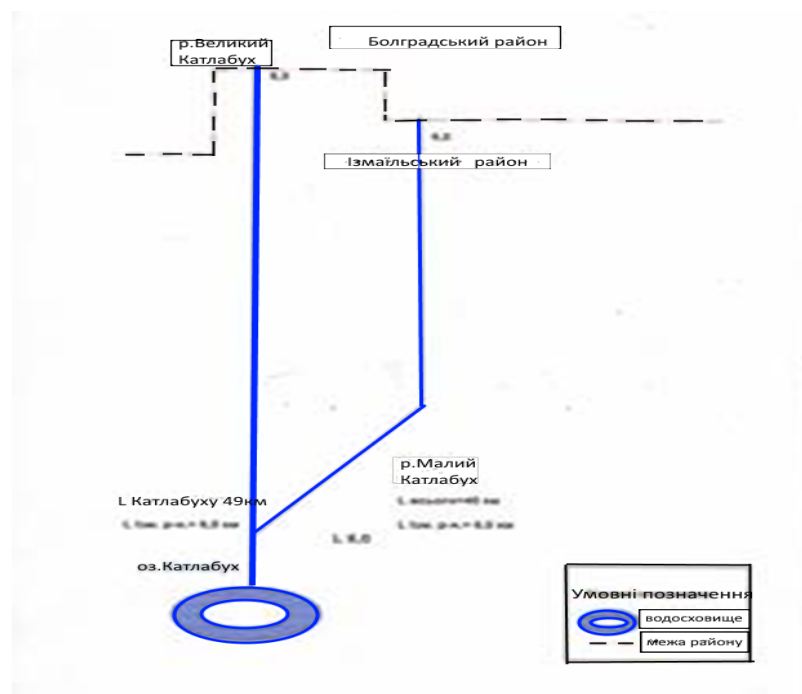 р.Великий
Катлабух
Болградський район
Ізмаїльський район
р.Малий
Катлабух
L Катлабуху 49км
оз.Катлабух
Умовні позначення
водосховище
межа району